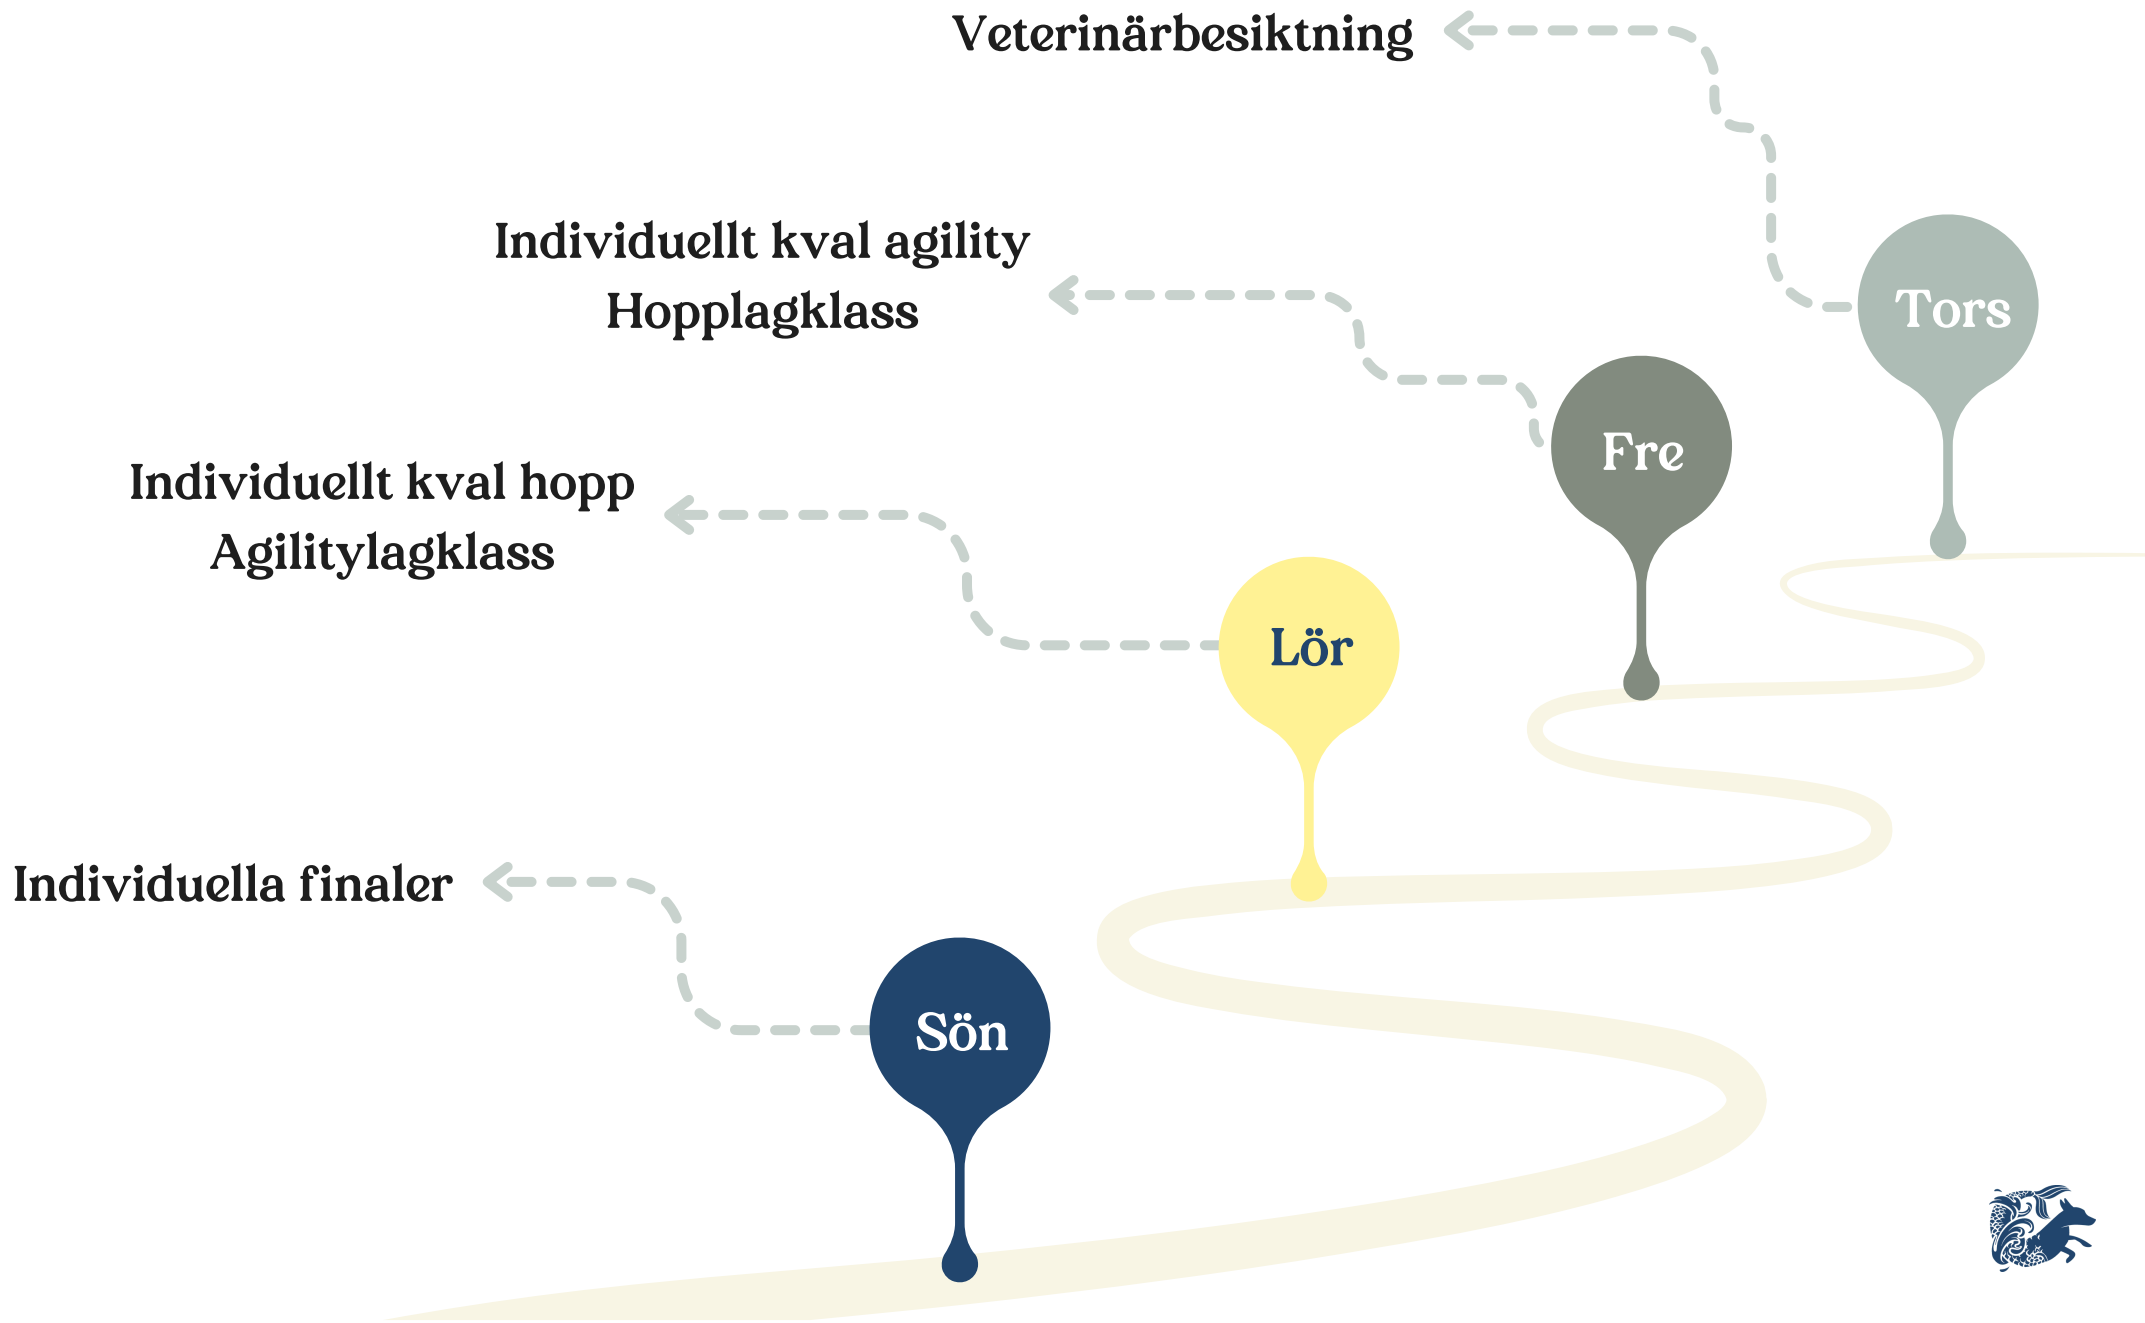 Veterinärbesiktning
Tors
Individuellt kval agility
Hopplagklass
Fre
Individuellt kval hopp
Agilitylagklass
Lör
Individuella finaler
Sön